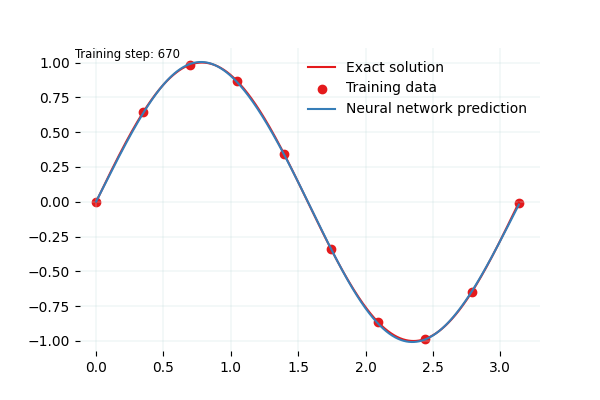 Training step: 670
Exact solution
Training data
Neural network prediction
1.00
0.75
0.50
0.25
0.00
−0.25
−0.50
−0.75
−1.00
0.0 0.5 1.0 1.5 2.0 2.5 3.0